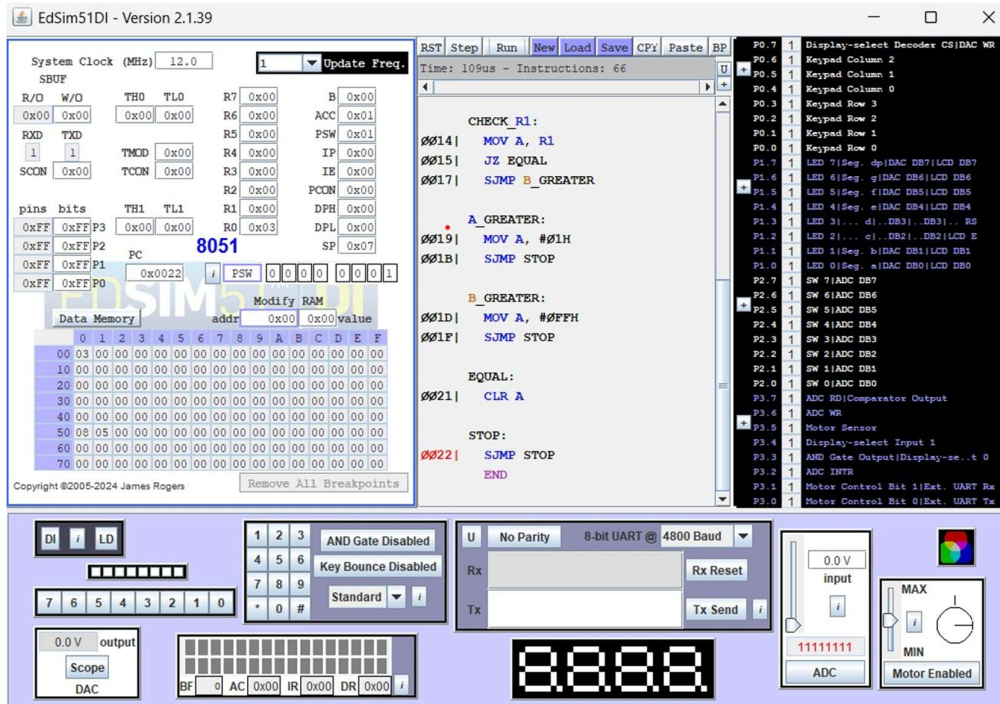 EdSim51DI - Version 2.1.39
System Clock (MHz) 12.0 1 Update Freq.
SBUF
R/O W/O TH0 TL0 R7 0x00 B 0x00
0x00 0x00 0x00 0x00 R6 0x00 ACC 0x01
RXD TXD R5 0x00 PSW 0x01
1 1 TMOD 0x00 R4 0x00 IP 0x00
SCON 0x00 TCON 0x00 R3 0x00 IE 0x00
R2 0x00 PCON 0x00
pins bits TH1 TL1 R1 0x00 DPH 0x00
0xFF 0xFF P3 0x00 0x00 R0 0x03 DPL 0x00
0xFF 0xFF P2 PC 8051 SP 0x07
0xFF 0xFF P1 0x0022 i PSW 0 0 0 0 0 0 0 1
0xFF 0xFF P0
EDSIM51DI
Modify RAM
Data Memory addr 0x00 0x00 value
0 1 2 3 4 5 6 7 8 9 A B C D E F
00 03 00 00 00 00 00 00 00 00 00 00 00 00 00 00 00
10 00 00 00 00 00 00 00 00 00 00 00 00 00 00 00 00
20 00 00 00 00 00 00 00 00 00 00 00 00 00 00 00 00
30 00 00 00 00 00 00 00 00 00 00 00 00 00 00 00 00
40 00 00 00 00 00 00 00 00 00 00 00 00 00 00 00 00
50 08 05 00 00 00 00 00 00 00 00 00 00 00 00 00 00
60 00 00 00 00 00 00 00 00 00 00 00 00 00 00 00 00
70 00 00 00 00 00 00 00 00 00 00 00 00 00 00 00 00
Copyright ©2005-2024 James Rogers Remove All Breakpoints
RST Step Run New Load Save CPY Paste BP
Time: 109us - Instructions: 66 U
CHECK_R1:
0014| MOV A, R1
0015| JZ EQUAL
0017| SJMP B_GREATER
A_GREATER:
0019| MOV A, #01H
001B| SJMP STOP
B_GREATER:
001D| MOV A, #0FFH
001F| SJMP STOP
EQUAL:
0021| CLR A
STOP:
0022| SJMP STOP
END
P0.7 1 Display-select Decoder CS|DAC WR
P0.6 1 Keypad Column 2
P0.5 1 Keypad Column 1
P0.4 1 Keypad Column 0
P0.3 1 Keypad Row 3
P0.2 1 Keypad Row 2
P0.1 1 Keypad Row 1
P0.0 1 Keypad Row 0
P1.7 1 LED 7|Seg. dp|DAC DB7|LCD DB7
P1.6 1 LED 6|Seg. g|DAC DB6|LCD DB6
P1.5 1 LED 5|Seg. f|DAC DB5|LCD DB5
P1.4 1 LED 4|Seg. e|DAC DB4|LCD DB4
P1.3 1 LED 3|... d|..DB3|..DB3|.. RS
P1.2 1 LED 2|... c|..DB2|..DB2|LCD E
P1.1 1 LED 1|Seg. b|DAC DB1|LCD DB1
P1.0 1 LED 0|Seg. a|DAC DB0|LCD DB0
P2.7 1 SW 7|ADC DB7
P2.6 1 SW 6|ADC DB6
P2.5 1 SW 5|ADC DB5
P2.4 1 SW 4|ADC DB4
P2.3 1 SW 3|ADC DB3
P2.2 1 SW 2|ADC DB2
P2.1 1 SW 1|ADC DB1
P2.0 1 SW 0|ADC DB0
P3.7 1 ADC RD|Comparator Output
P3.6 1 ADC WR
P3.5 1 Motor Sensor
P3.4 1 Display-select Input 1
P3.3 1 AND Gate Output|Display-se..t 0
P3.2 1 ADC INTR
P3.1 1 Motor Control Bit 1|Ext. UART Rx
P3.0 1 Motor Control Bit 0|Ext. UART Tx
DI i LD
7 6 5 4 3 2 1 0
0.0 V output
Scope
DAC
1 2 3 AND Gate Disabled
4 5 6 Key Bounce Disabled
7 8 9 Standard i
* 0 #
BF 0 AC 0x00 IR 0x00 DR 0x00 i
U No Parity 8-bit UART @ 4800 Baud
Rx Rx Reset
Tx Tx Send i
8.8.8.8.
0.0 V
input
i
11111111
ADC
MAX
i
MIN
Motor Enabled